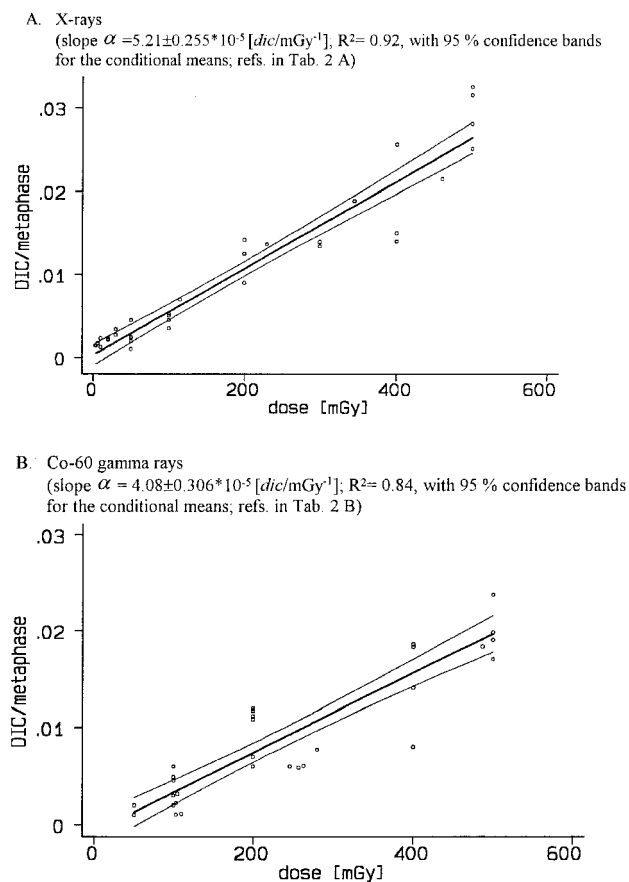 A. X-rays
(slope α =5.21±0.255*10-5 [dic/mGy-1]; R2= 0.92, with 95 % confidence bands
for the conditional means; refs. in Tab. 2 A)
.03
.02
.01
0
DIC/metaphase
0 200 400 600
dose [mGy]
B. Co-60 gamma rays
(slope α = 4.08±0.306*10-5 [dic/mGy-1]; R2= 0.84, with 95 % confidence bands
for the conditional means; refs. in Tab. 2 B)
.03
.02
.01
0
DIC/metaphase
0 200 400 600
dose [mGy]